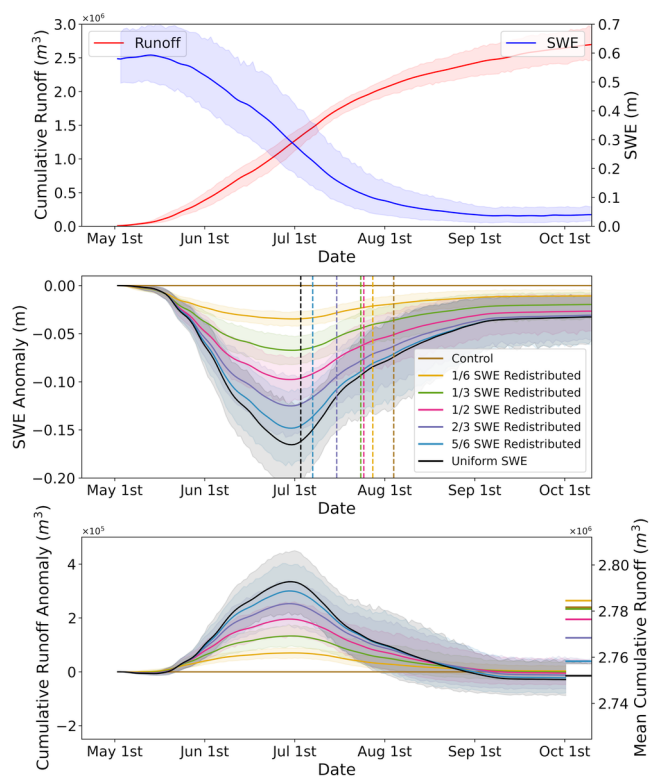 ×10⁶
3.0
2.5
2.0
1.5
1.0
0.5
0.0
Cumulative Runoff (m³)
Runoff
SWE
0.7
0.6
0.5
0.4
0.3
0.2
0.1
0.0
SWE (m)
May 1st Jun 1st Jul 1st Aug 1st Sep 1st Oct 1st
Date
0.00
−0.05
−0.10
−0.15
−0.20
SWE Anomaly (m)
Control
1/6 SWE Redistributed
1/3 SWE Redistributed
1/2 SWE Redistributed
2/3 SWE Redistributed
5/6 SWE Redistributed
Uniform SWE
May 1st Jun 1st Jul 1st Aug 1st Sep 1st Oct 1st
Date
×10⁵
4
2
0
−2
Cumulative Runoff Anomaly (m³)
×10⁶
2.80
2.78
2.76
2.74
Mean Cumulative Runoff (m³)
May 1st Jun 1st Jul 1st Aug 1st Sep 1st Oct 1st
Date